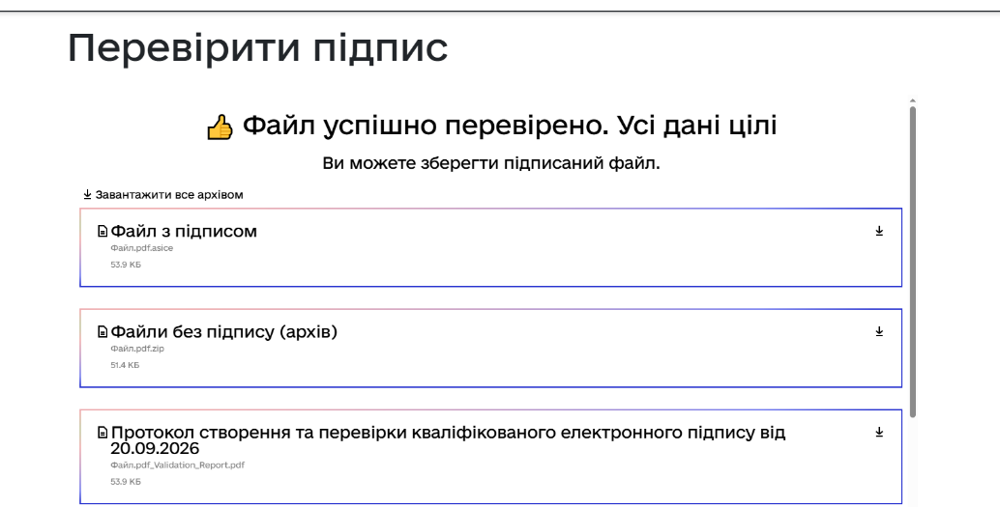 Перевірити підпис
👍 Файл успішно перевірено. Усі дані цілі
Ви можете зберегти підписаний файл.
Завантажити все архівом
Файл з підписом
Файл.pdf.asice
53.9 КБ
Файли без підпису (архів)
Файл.pdf.zip
51.4 КБ
Протокол створення та перевірки кваліфікованого електронного підпису від
20.09.2026
Файл.pdf_Validation_Report.pdf
53.9 КБ